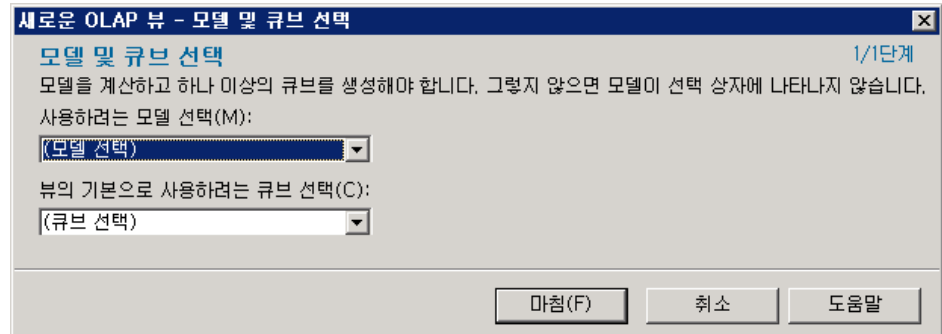 새로운 OLAP 뷰 - 모델 및 큐브 선택
모델 및 큐브 선택
1/1단계
모델을 계산하고 하나 이상의 큐브를 생성해야 합니다. 그렇지 않으면 모델이 선택 상자에 나타나지 않습니다.
사용하려는 모델 선택(M):
(모델 선택)
뷰의 기본으로 사용하려는 큐브 선택(C):
(큐브 선택)
마침(F) 취소 도움말